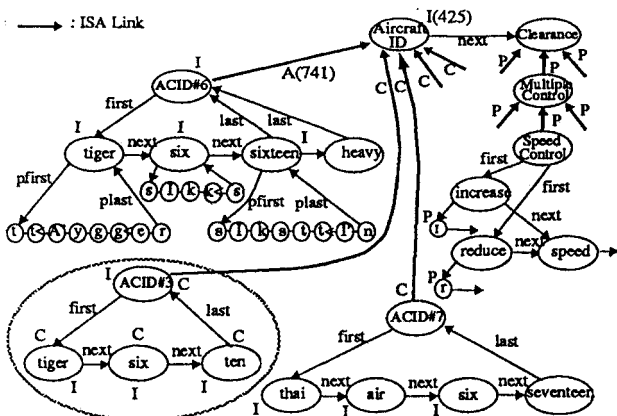 : ISA Link
I(425)
Aircraft ID
next
Clearance
I
A(741)
ACID#6
C C C C
P P P P
Multiple Control
P P P
first
last
last
Speed Control
I
next
I
next
I
first
first
tiger
six
sixteen
heavy
increase
s I k s
pfirst
plast
pfirst
plast
P
r
next
t t< A y g g< e r
s I k s t t< I n
reduce
next
speed
P
r
I
ACID#3
C
C
ACID#7
first
last
first
last
C
C
C
tiger
next
six
next
ten
I
I
I
thai
next
air
next
six
next
seventeen
I
I
I
I